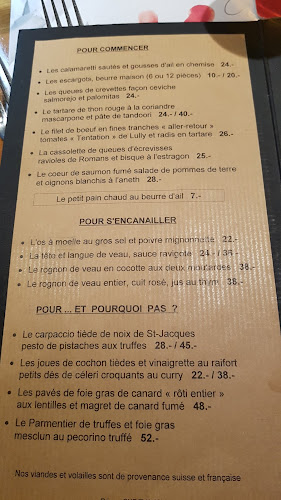 POUR COMMENCER
Les calamaretti sautés et gousses d'ail en chemise 24.-
Les escargots, beurre maison (6 ou 12 pièces) 10.- / 20.-
Les queues de crevettes façon ceviche
salmorejo et palomitas 24.-
Le tartare de thon rouge à la coriandre
mascarpone et pâte de tandoori 24.- / 40.-
Le filet de boeuf en fines tranches « aller-retour »
tomates « Tentation » de Lully et radis en tartare 26.-
La cassolette de queues d'écrevisses
ravioles de Romans et bisque à l'estragon 25.-
Le coeur de saumon fumé salade de pommes de terre
et oignons blanchis à l'aneth 28.-
Le petit pain chaud au beurre d'ail 7.-
POUR S'ENCANAILLER
L'os à moelle au gros sel et poivre mignonnette 22.-
La tête et langue de veau, sauce ravigote 24.- / 34.-
Le rognon de veau en cocotte aux deux moutardes 38.-
Le rognon de veau entier, cuit rosé, jus au thym 38.-
POUR ... ET POURQUOI PAS ?
Le carpaccio tiède de noix de St-Jacques
pesto de pistaches aux truffes 28.- / 45.-
Les joues de cochon tièdes et vinaigrette au raifort
petits dés de céleri croquants au curry 22.- / 38.-
Les pavés de foie gras de canard « rôti entier »
aux lentilles et magret de canard fumé 48.-
Le Parmentier de truffes et foie gras
mesclun au pecorino truffé 52.-
Nos viandes et volailles sont de provenance suisse et française